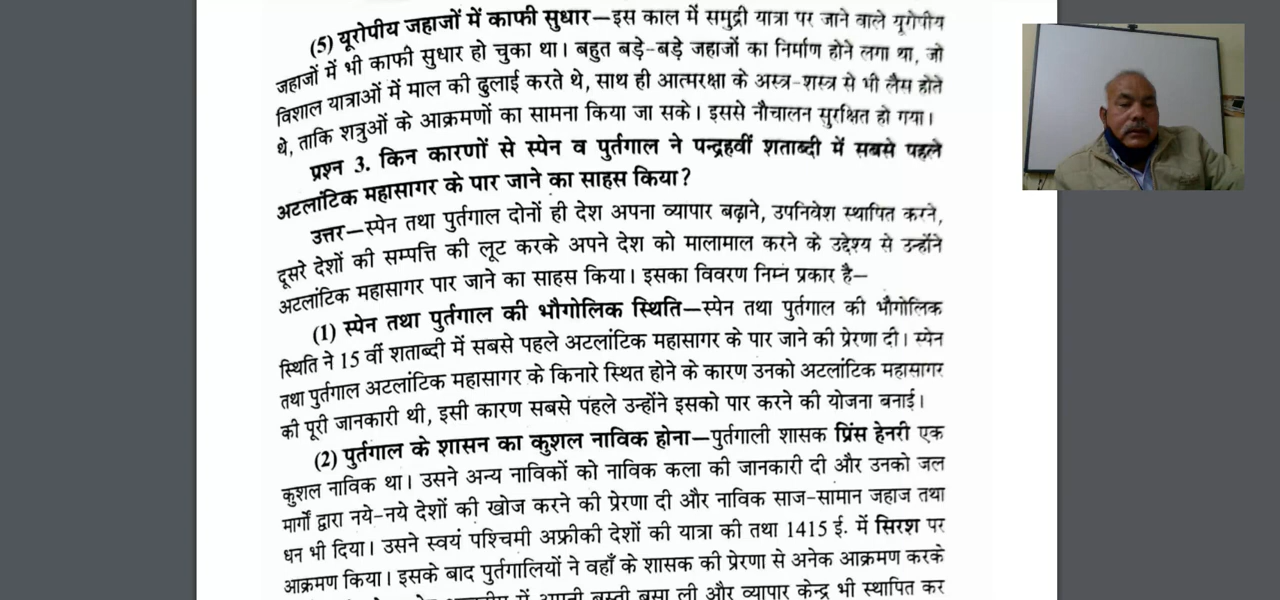 (5) यूरोपीय जहाजों में काफी सुधार—इस काल में समुद्री यात्रा पर जाने वाले यूरोपीय
जहाजों में भी काफी सुधार हो चुका था। बहुत बड़े-बड़े जहाजों का निर्माण होने लगा था, जो
विशाल यात्राओं में माल की दुलाई करते थे, साथ ही आत्मरक्षा के अस्त्र-शस्त्र से भी लैस होते
थे, ताकि शत्रुओं के आक्रमणों का सामना किया जा सके। इससे नौचालन सुरक्षित हो गया।
प्रश्न 3. किन कारणों से स्पेन व पुर्तगाल ने पन्द्रहवीं शताब्दी में सबसे पहले
अटलांटिक महासागर के पार जाने का साहस किया?
उत्तर—स्पेन तथा पुर्तगाल दोनों ही देश अपना व्यापार बढ़ाने, उपनिवेश स्थापित करने,
दूसरे देशों की सम्पत्ति की लूट करके अपने देश को मालामाल करने के उद्देश्य से उन्होंने
अटलांटिक महासागर पार जाने का साहस किया। इसका विवरण निम्न प्रकार है—
(1) स्पेन तथा पुर्तगाल की भौगोलिक स्थिति—स्पेन तथा पुर्तगाल की भौगोलिक
स्थिति ने 15 वीं शताब्दी में सबसे पहले अटलांटिक महासागर के पार जाने की प्रेरणा दी। स्पेन
तथा पुर्तगाल अटलांटिक महासागर के किनारे स्थित होने के कारण उनको अटलांटिक महासागर
की पूरी जानकारी थी, इसी कारण सबसे पहले उन्होंने इसको पार करने की योजना बनाई।
(2) पुर्तगाल के शासन का कुशल नाविक होना—पुर्तगाली शासक प्रिंस हेनरी एक
कुशल नाविक था। उसने अन्य नाविकों को नाविक कला की जानकारी दी और उनको जल
मार्गों द्वारा नये-नये देशों की खोज करने की प्रेरणा दी और नाविक साज-सामान जहाज तथा
धन भी दिया। उसने स्वयं पश्चिमी अफ्रीकी देशों की यात्रा की तथा 1415 ई. में सिरश पर
आक्रमण किया। इसके बाद पुर्तगालियों ने वहाँ के शासक की प्रेरणा से अनेक आक्रमण करके
में अपनी बस्ती बसा ली और व्यापार केन्द्र भी स्थापित कर